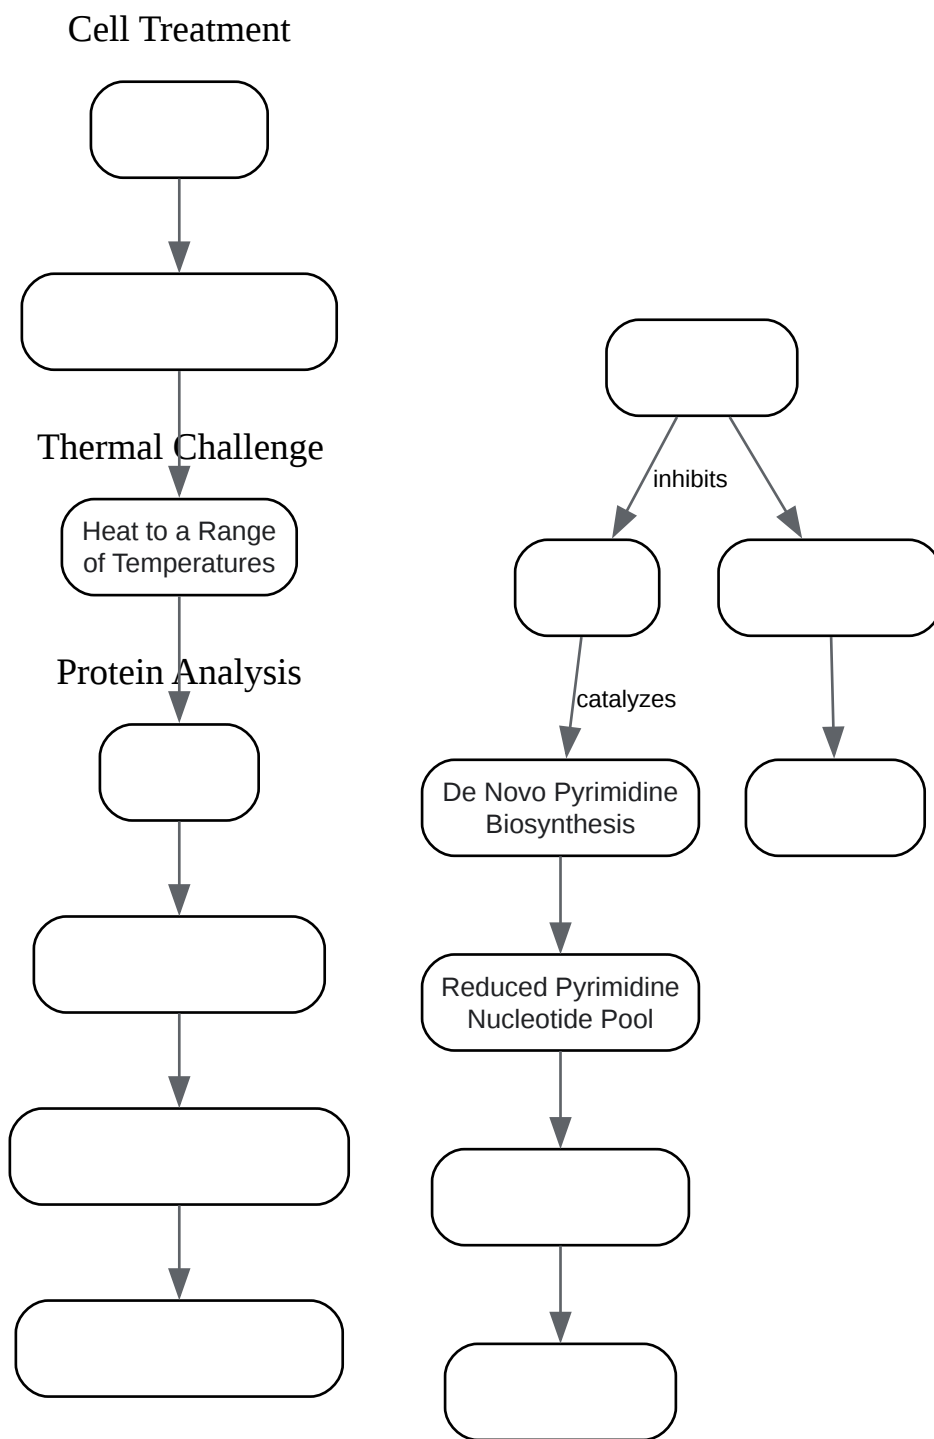 Cell Treatment
Thermal Challenge
Heat to a Range
of Temperatures
Protein Analysis
inhibits
catalyzes
De Novo Pyrimidine
Biosynthesis
Reduced Pyrimidine
Nucleotide Pool